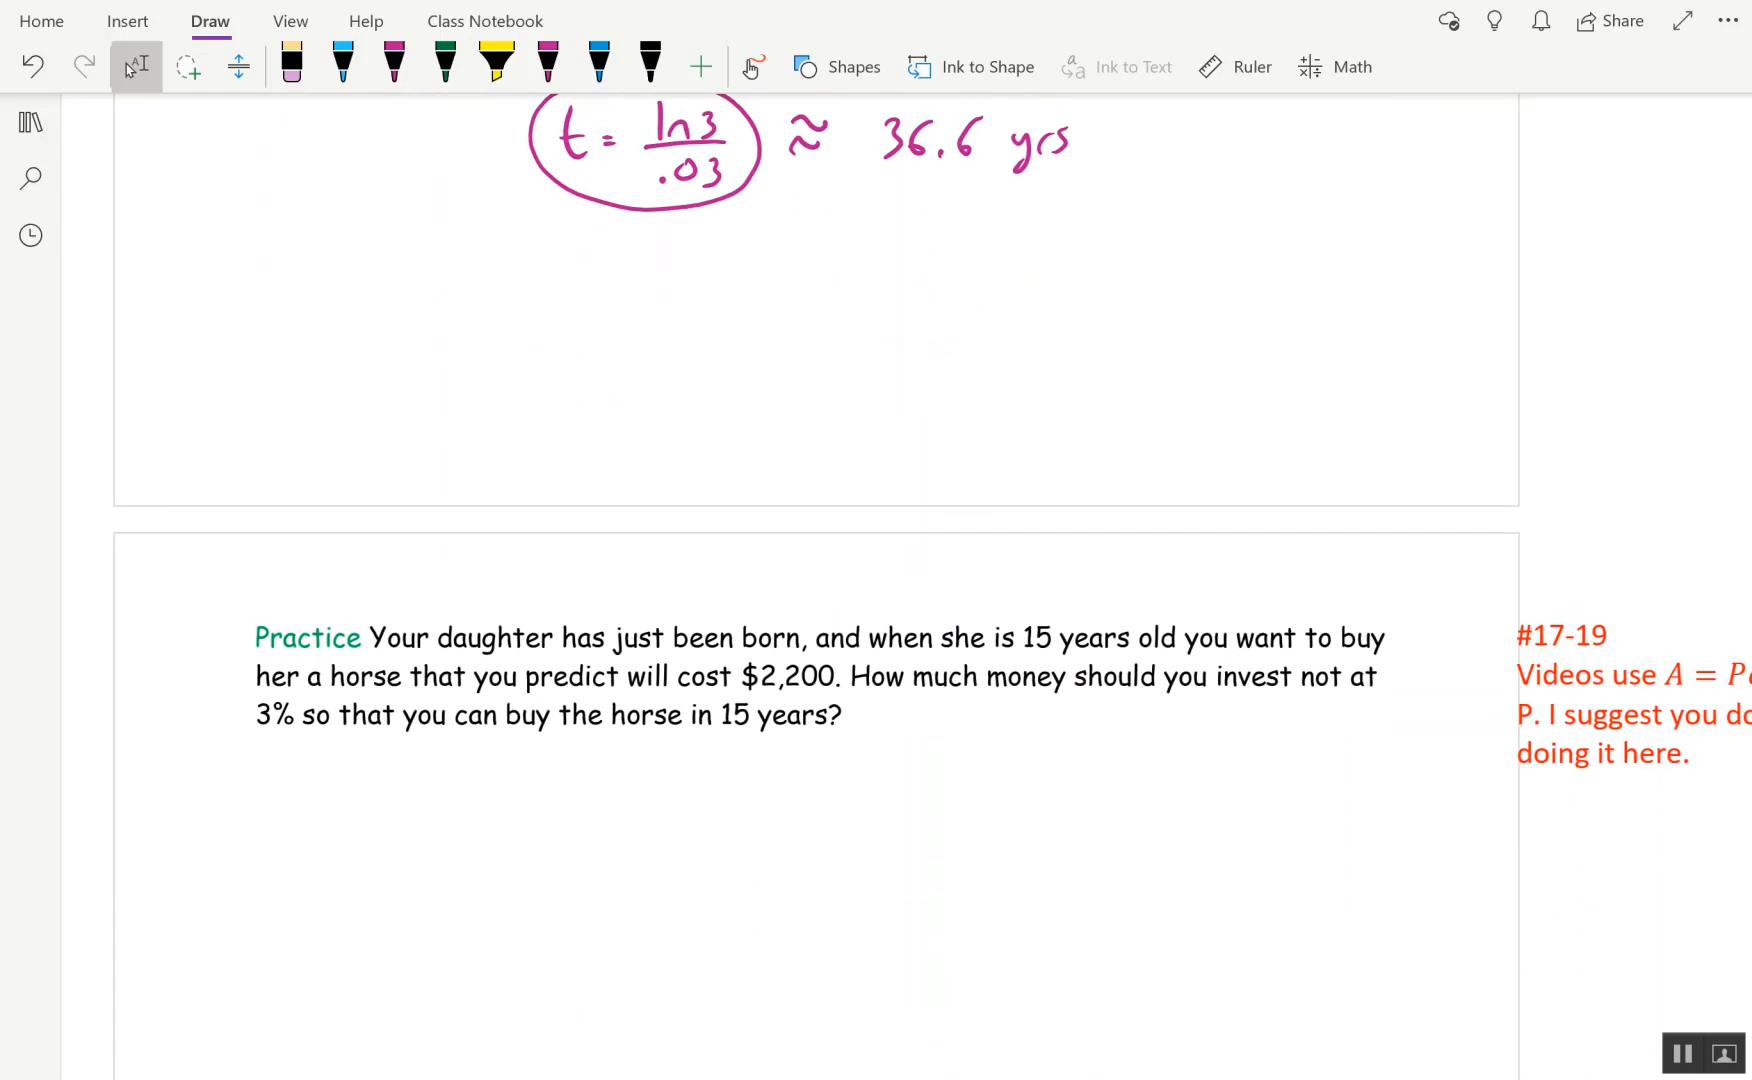 Home Insert Draw View Help Class Notebook Share
Shapes Ink to Shape Ink to Text Ruler Math
t = ln3 / .03 ≈ 36.6 yrs
Practice Your daughter has just been born, and when she is 15 years old you want to buy
her a horse that you predict will cost $2,200. How much money should you invest not at
3% so that you can buy the horse in 15 years?
#17-19
Videos use A = P
P. I suggest you do
doing it here.